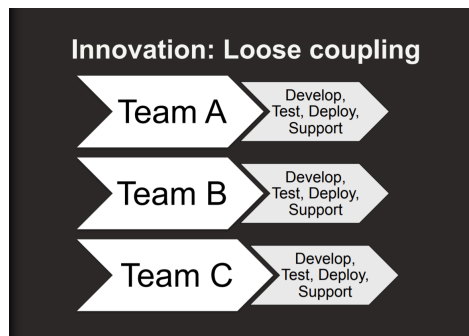 Innovation: Loose coupling
Team A
Develop,
Test, Deploy,
Support
Team B
Develop,
Test, Deploy,
Support
Team C
Develop,
Test, Deploy,
Support